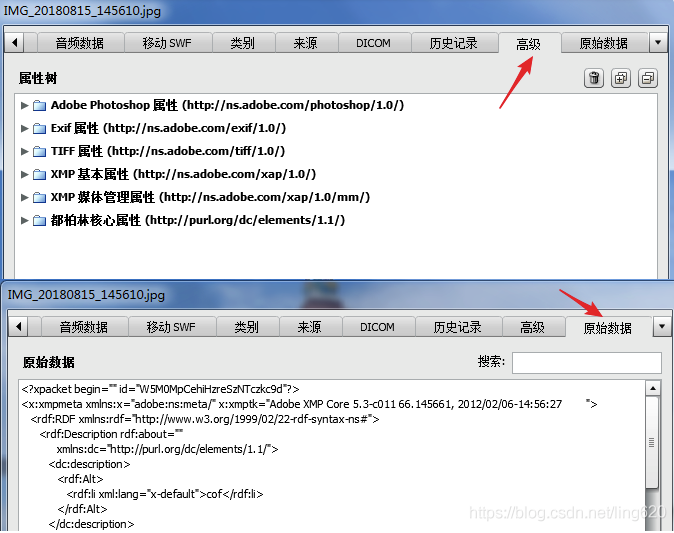 IMG_20180815_145610.jpg
音频数据 移动 SWF 类别 来源 DICOM 历史记录 高级 原始数据
属性树
Adobe Photoshop 属性 (http://ns.adobe.com/photoshop/1.0/)
Exif 属性 (http://ns.adobe.com/exif/1.0/)
TIFF 属性 (http://ns.adobe.com/tiff/1.0/)
XMP 基本属性 (http://ns.adobe.com/xap/1.0/)
XMP 媒体管理属性 (http://ns.adobe.com/xap/1.0/mm/)
都柏林核心属性 (http://purl.org/dc/elements/1.1/)
IMG_20180815_145610.jpg
音频数据 移动 SWF 类别 来源 DICOM 历史记录 高级 原始数据
原始数据 搜索:
<?xpacket begin="" id="W5M0MpCehiHzreSzNTczkc9d"?>
<x:xmpmeta xmlns:x="adobe:ns:meta/" x:xmptk="Adobe XMP Core 5.3-c011 66.145661, 2012/02/06-14:56:27 ">
<rdf:RDF xmlns:rdf="http://www.w3.org/1999/02/22-rdf-syntax-ns#">
<rdf:Description rdf:about=""
xmlns:dc="http://purl.org/dc/elements/1.1/">
<dc:description>
<rdf:Alt>
<rdf:li xml:lang="x-default">cof</rdf:li>
</rdf:Alt>
</dc:description>
https://blog.csdn.net/ling620